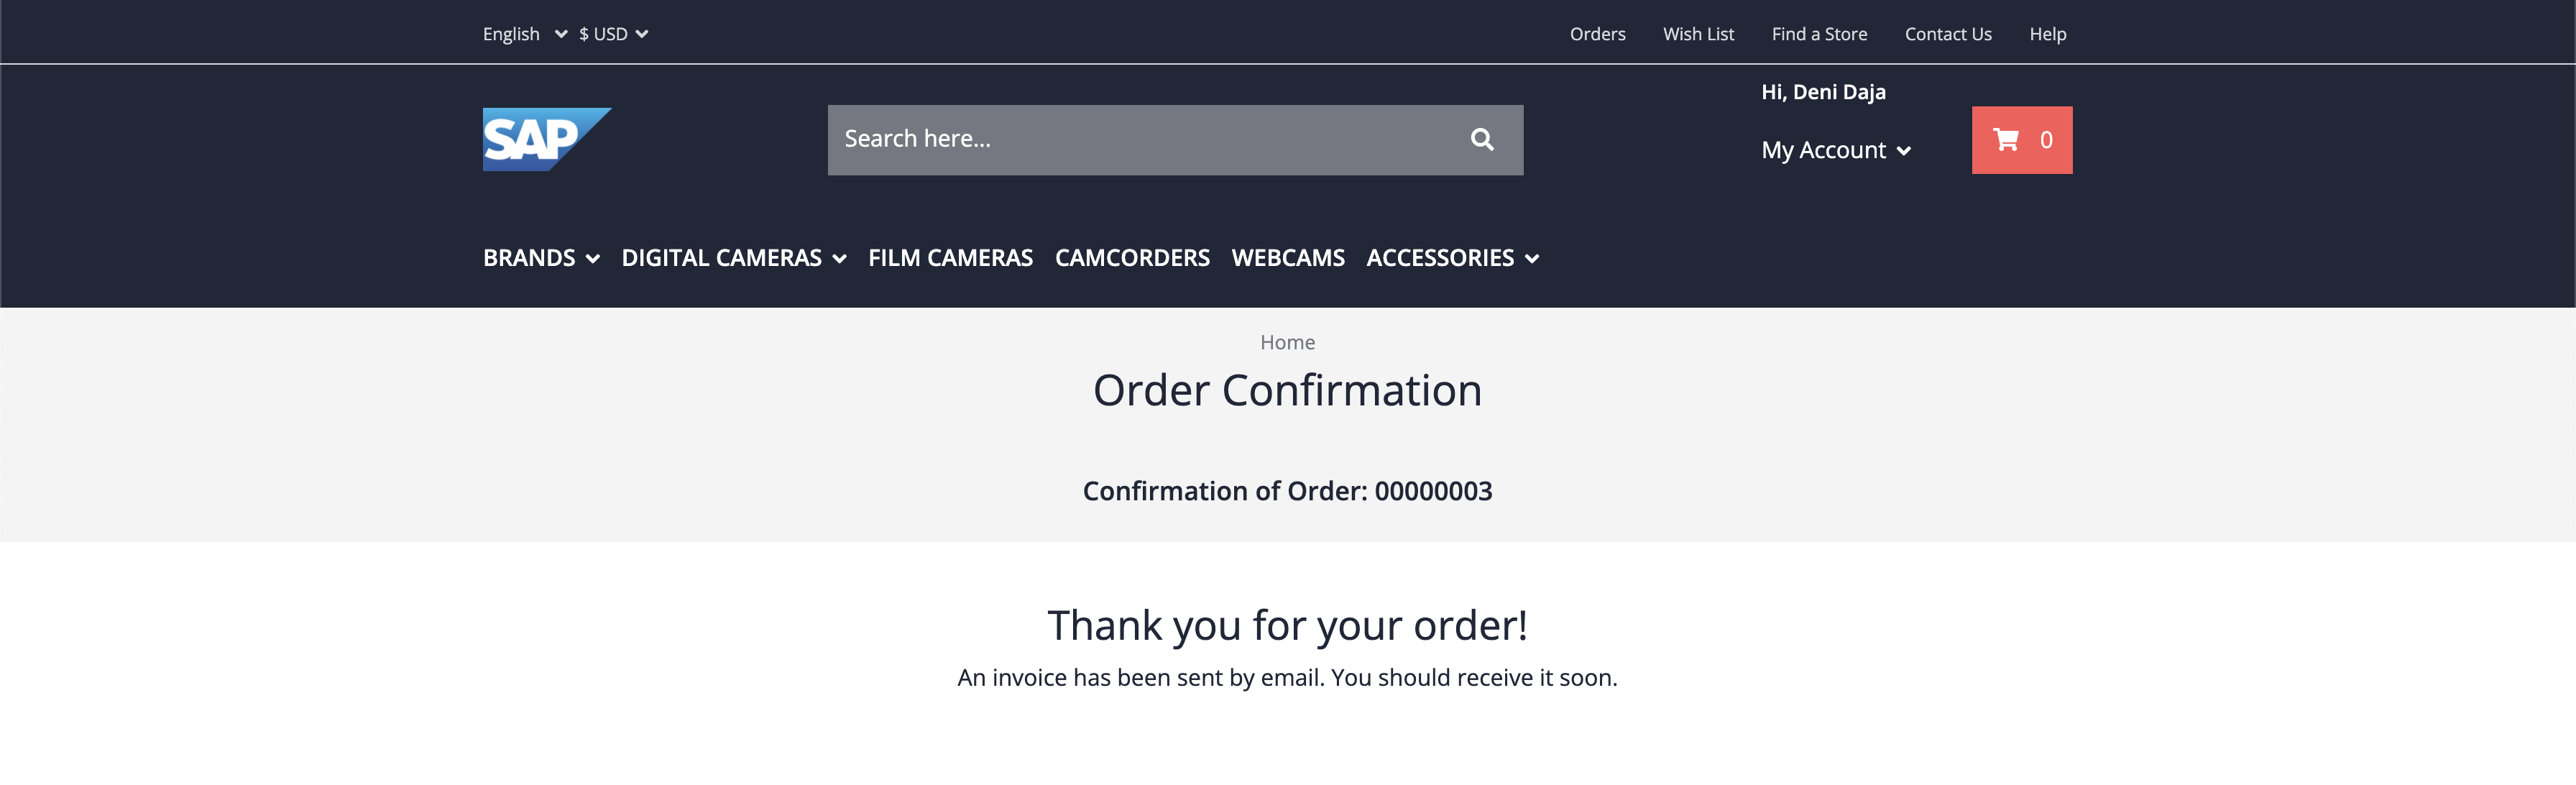 English $ USD Orders Wish List Find a Store Contact Us Help
Hi, Deni Daja
SAP Search here... My Account 0
BRANDS DIGITAL CAMERAS FILM CAMERAS CAMCORDERS WEBCAMS ACCESSORIES
Home
Order Confirmation
Confirmation of Order: 00000003
Thank you for your order!
An invoice has been sent by email. You should receive it soon.